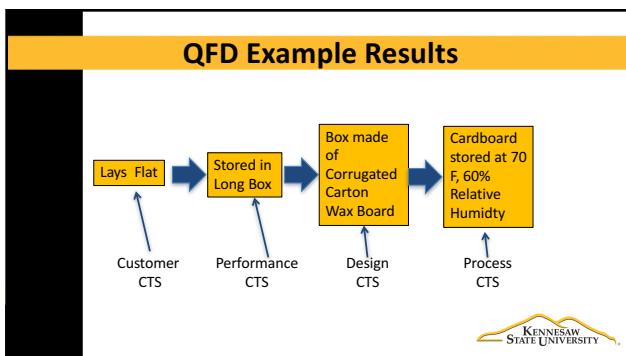 QFD Example Results
Lays Flat
Stored in
Long Box
Box made
of
Corrugated
Carton
Wax Board
Cardboard
stored at 70
F, 60%
Relative
Humidty
Customer
CTS
Performance
CTS
Design
CTS
Process
CTS
KENNESAW
STATE UNIVERSITY